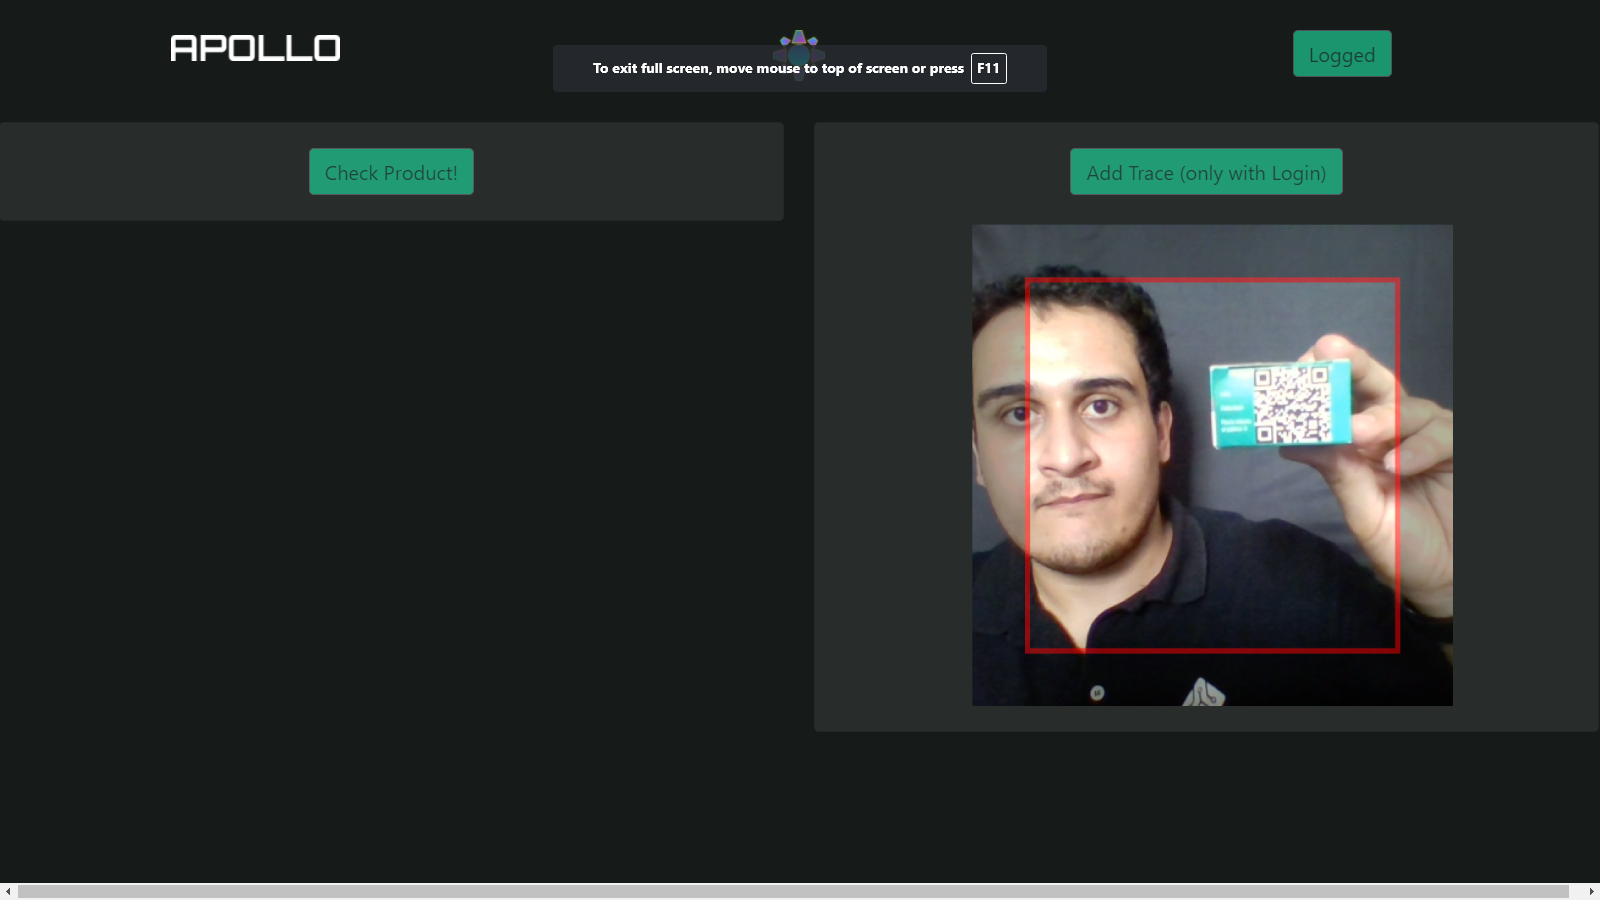 APOLLO
To exit full screen, move mouse to top of screen or press F11
Logged
Check Product!
Add Trace (only with Login)